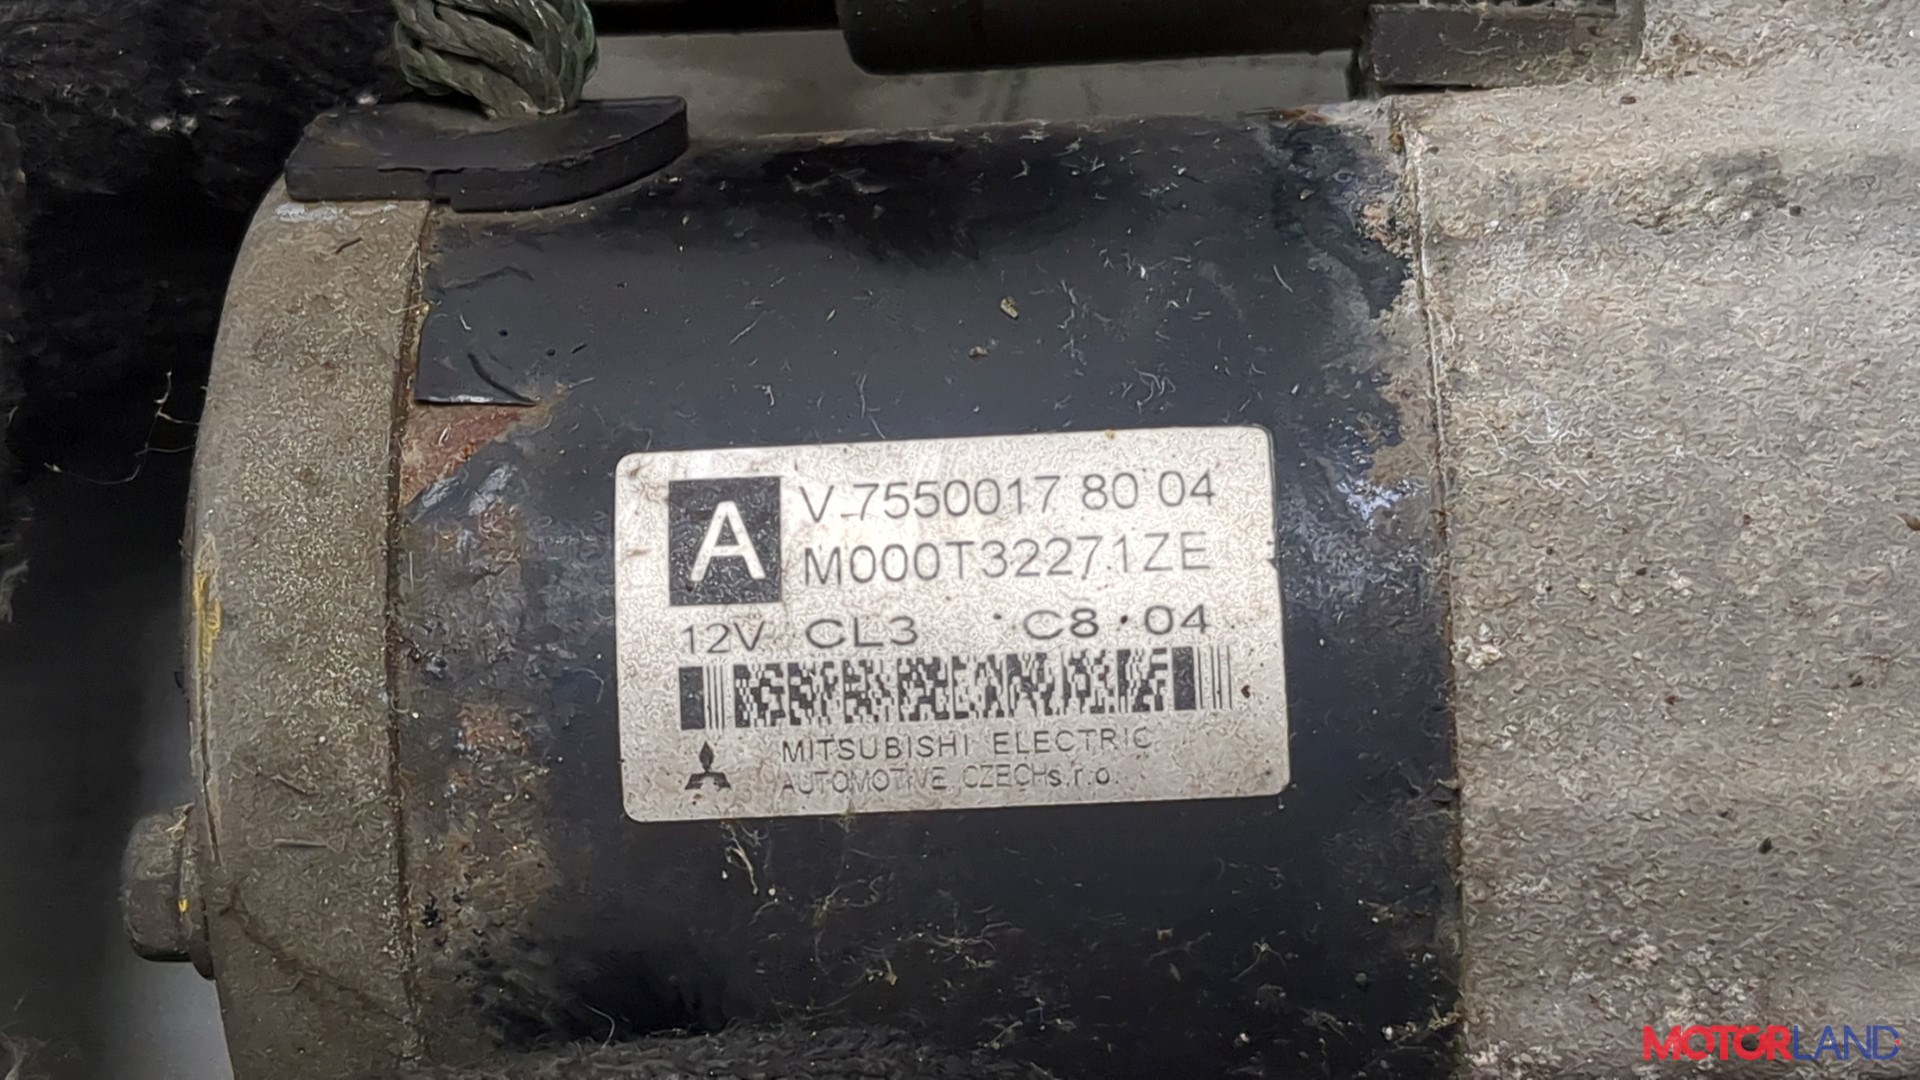 A
V 7550017 80 04
M000T32271ZE
12V CL3 C8 04
MITSUBISHI ELECTRIC
AUTOMOTIVE CZECH s.r.o.
MOTORLAND